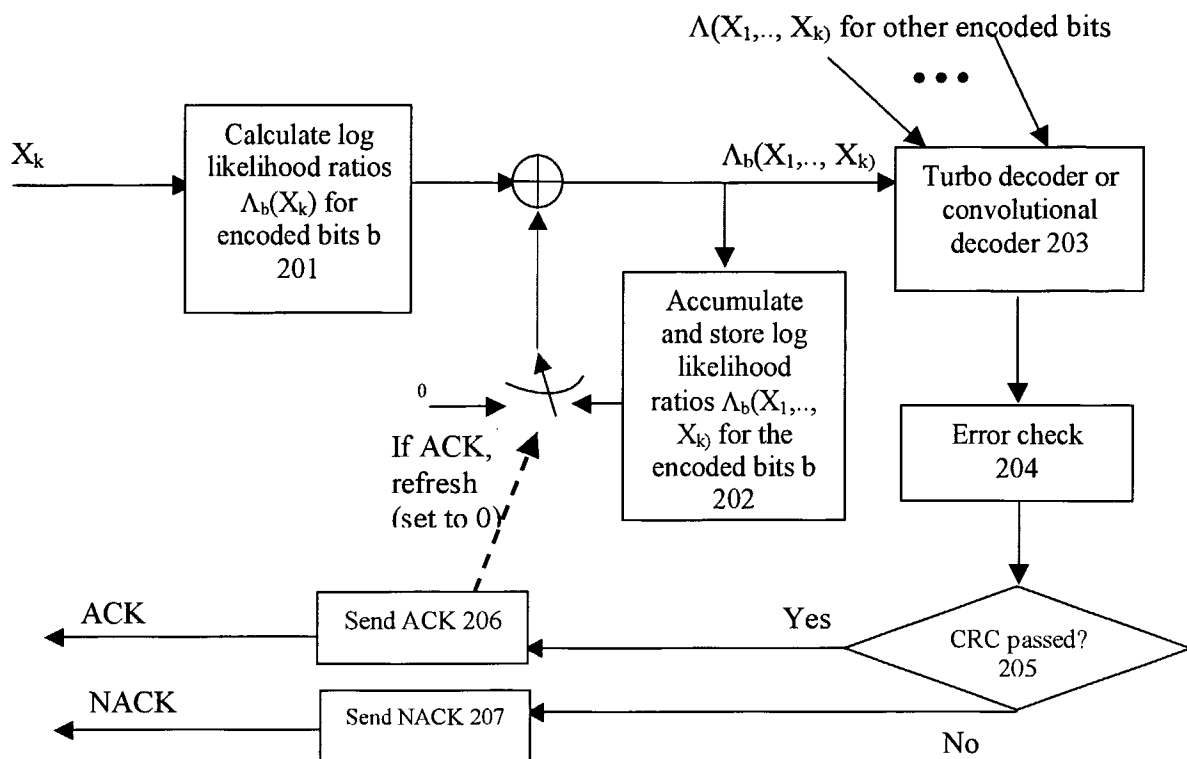 Λ(X₁,.., Xₖ) for other encoded bits
• • •
Xₖ
Calculate log
likelihood ratios
Λb(Xₖ) for
encoded bits b
201
Λb(X₁,.., Xₖ)
Turbo decoder or
convolutional
decoder 203
Accumulate
and store log
likelihood
ratios Λb(X₁,..,
Xₖ) for the
encoded bits b
202
0
If ACK,
refresh
(set to 0)
Error check
204
ACK
Send ACK 206
Yes
CRC passed?
205
NACK
Send NACK 207
No